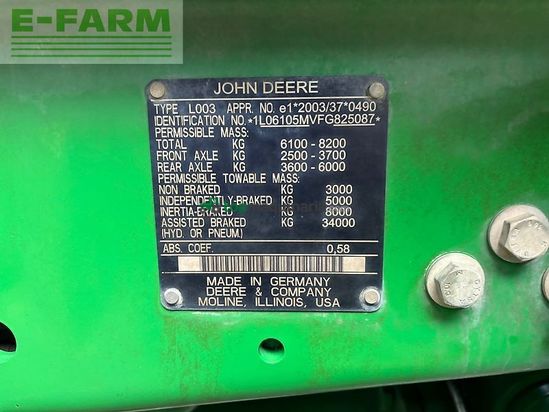 E-FARM
JOHN DEERE
TYPE L003 APPR. NO. e1*2003/37*0490
IDENTIFICATION NO.*1L06105MVFG825087*
PERMISSIBLE MASS:
TOTAL KG 6100 - 8200
FRONT AXLE KG 2500 - 3700
REAR AXLE KG 3600 - 6000
PERMISSIBLE TOWABLE MASS:
NON BRAKED KG 3000
INDEPENDENTLY-BRAKED KG 5000
INERTIA-BRAKED KG 8000
ASSISTED BRAKED KG 34000
(HYD. OR PNEUM.)
ABS. COEF. 0,58
MADE IN GERMANY
DEERE & COMPANY
MOLINE, ILLINOIS, USA